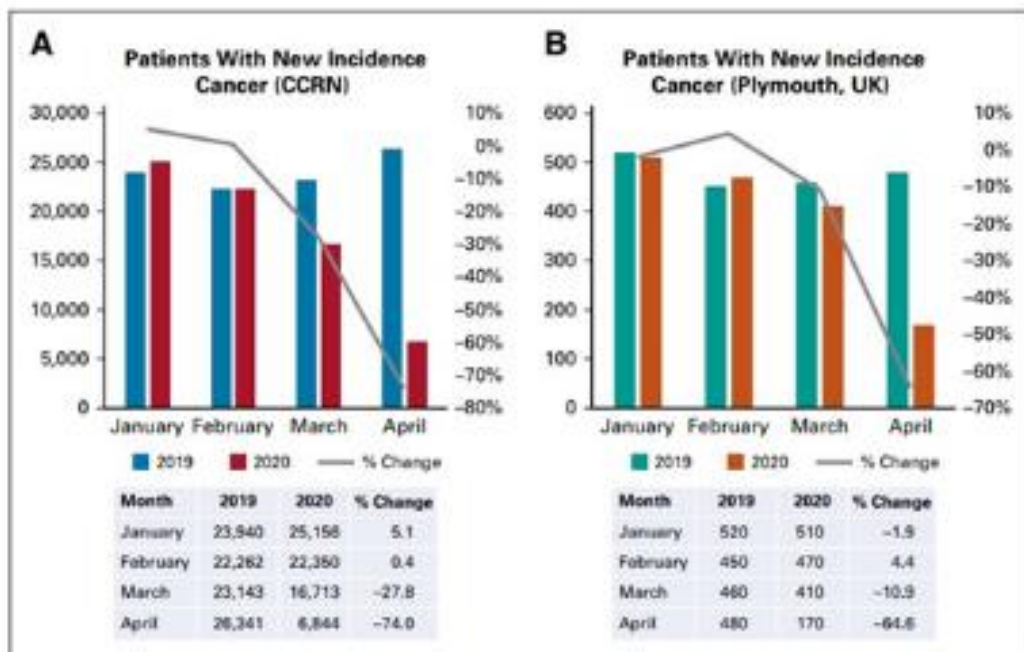 A
Patients With New Incidence
Cancer (CCRN)
30,000
25,000
20,000
15,000
10,000
5,000
0
10%
0%
–10%
–20%
–30%
–40%
–50%
–60%
–70%
–80%
January February March April
2019 2020 % Change
Month 2019 2020 % Change
January 23,940 25,156 5.1
February 22,262 22,350 0.4
March 23,143 16,713 –27.8
April 26,341 6,844 –74.0
B
Patients With New Incidence
Cancer (Plymouth, UK)
600
500
400
300
200
100
0
10%
0%
–10%
–20%
–30%
–40%
–50%
–60%
–70%
January February March April
2019 2020 % Change
Month 2019 2020 % Change
January 520 510 –1.9
February 450 470 4.4
March 460 410 –10.9
April 480 170 –64.6